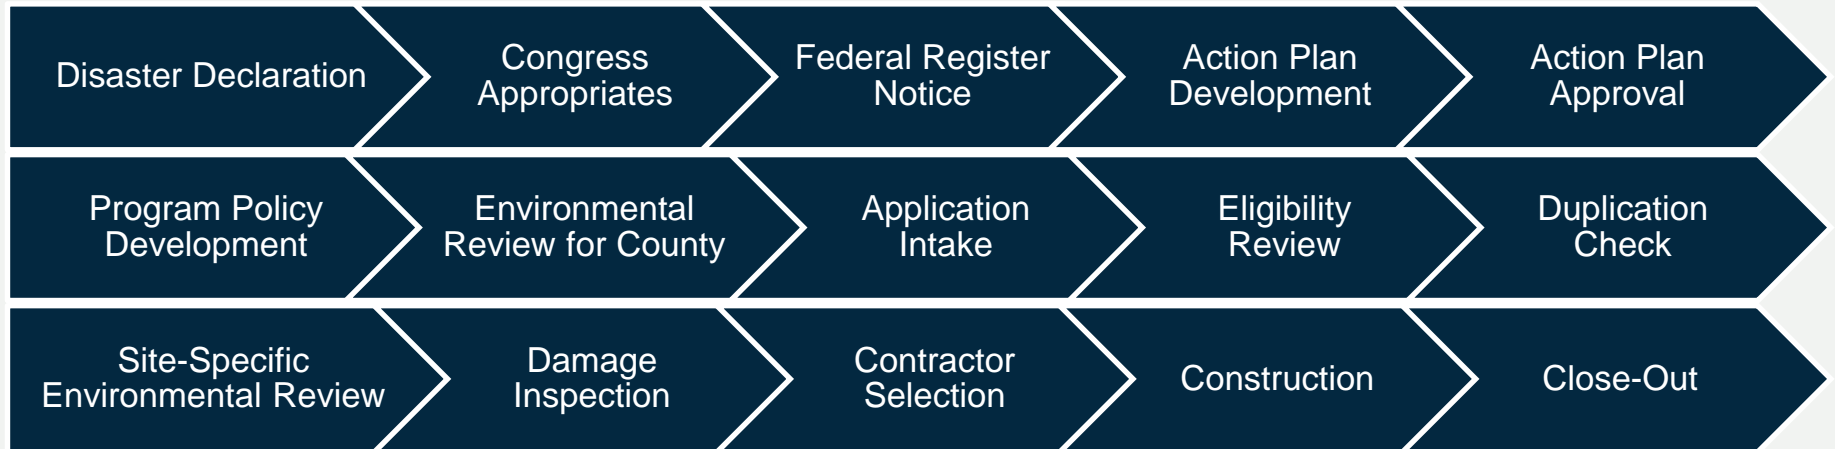 Disaster Declaration
Congress
Appropriates
Federal Register
Notice
Action Plan
Development
Action Plan
Approval
Program Policy
Development
Environmental
Review for County
Application
Intake
Eligibility
Review
Duplication
Check
Site-Specific
Environmental Review
Damage
Inspection
Contractor
Selection
Construction
Close-Out